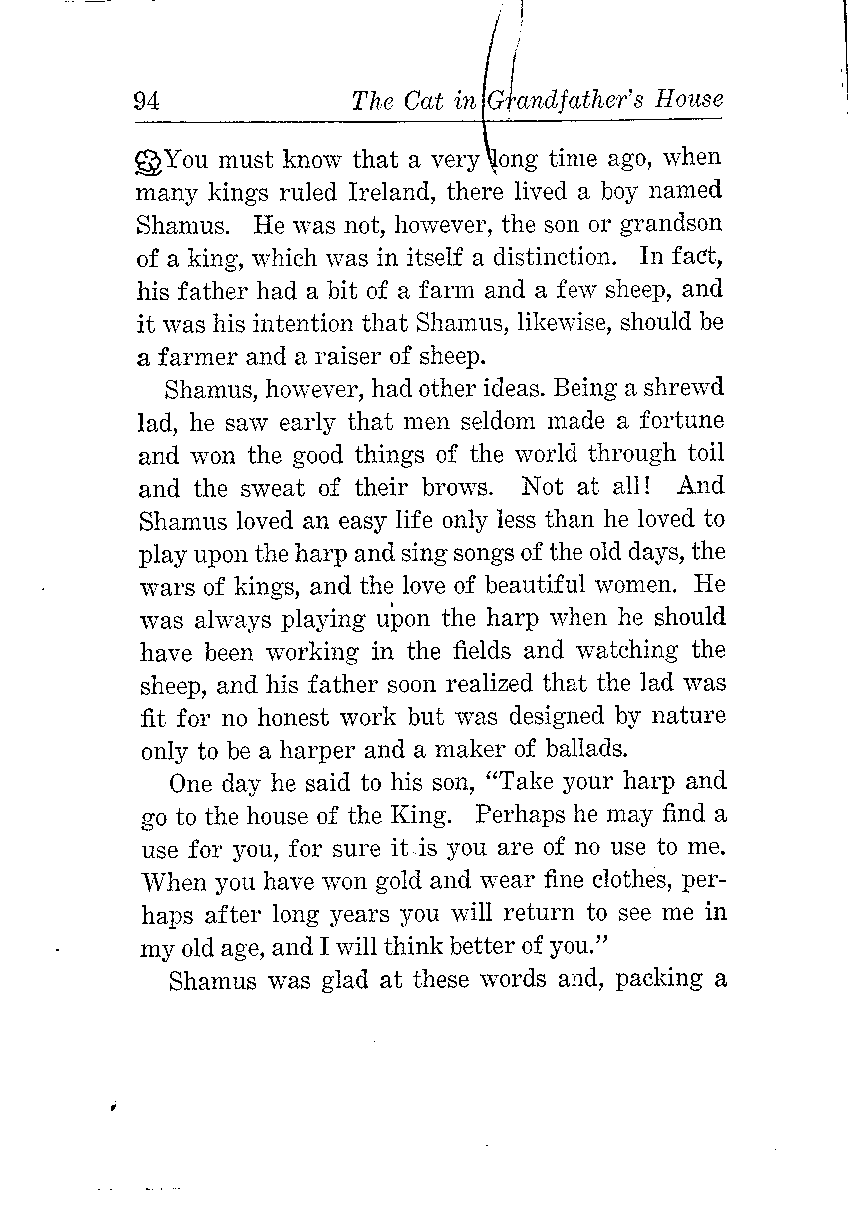 94 The Cat in Grandfather's House
You must know that a very long time ago, when
many kings ruled Ireland, there lived a boy named
Shamus. He was not, however, the son or grandson
of a king, which was in itself a distinction. In fact,
his father had a bit of a farm and a few sheep, and
it was his intention that Shamus, likewise, should be
a farmer and a raiser of sheep.
Shamus, however, had other ideas. Being a shrewd
lad, he saw early that men seldom made a fortune
and won the good things of the world through toil
and the sweat of their brows. Not at all! And
Shamus loved an easy life only less than he loved to
play upon the harp and sing songs of the old days, the
wars of kings, and the love of beautiful women. He
was always playing upon the harp when he should
have been working in the fields and watching the
sheep, and his father soon realized that the lad was
fit for no honest work but was designed by nature
only to be a harper and a maker of ballads.
One day he said to his son, “Take your harp and
go to the house of the King. Perhaps he may find a
use for you, for sure it is you are of no use to me.
When you have won gold and wear fine clothes, per-
haps after long years you will return to see me in
my old age, and I will think better of you.”
Shamus was glad at these words and, packing a